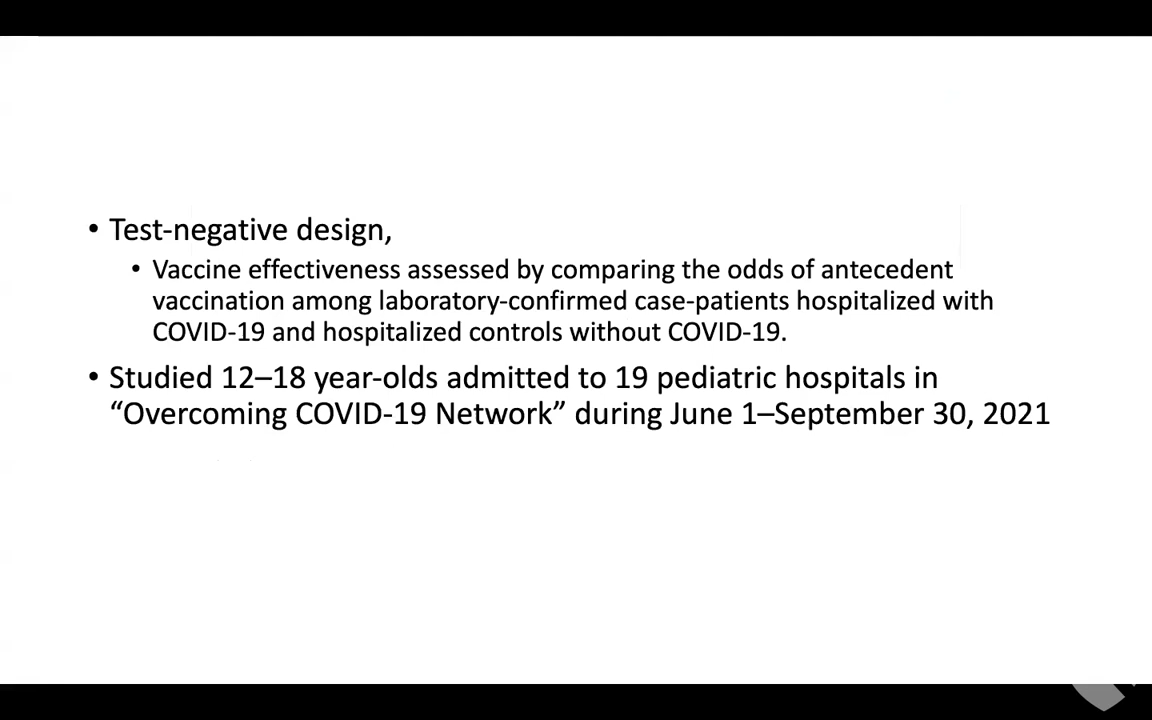 • Test-negative design,
• Vaccine effectiveness assessed by comparing the odds of antecedent
vaccination among laboratory-confirmed case-patients hospitalized with
COVID-19 and hospitalized controls without COVID-19.
• Studied 12–18 year-olds admitted to 19 pediatric hospitals in
“Overcoming COVID-19 Network” during June 1–September 30, 2021